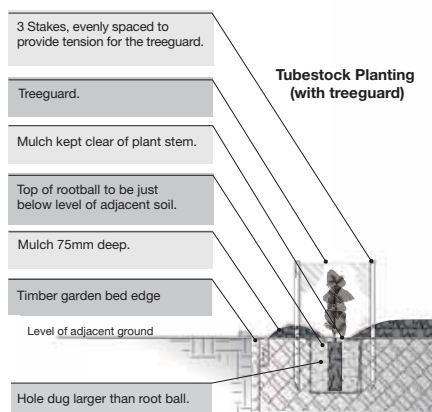 3 Stakes, evenly spaced to
provide tension for the treeguard.
Tubestock Planting
(with treeguard)
Treeguard.
Mulch kept clear of plant stem.
Top of rootball to be just
below level of adjacent soil.
Mulch 75mm deep.
Timber garden bed edge
Level of adjacent ground
Hole dug larger than root ball.